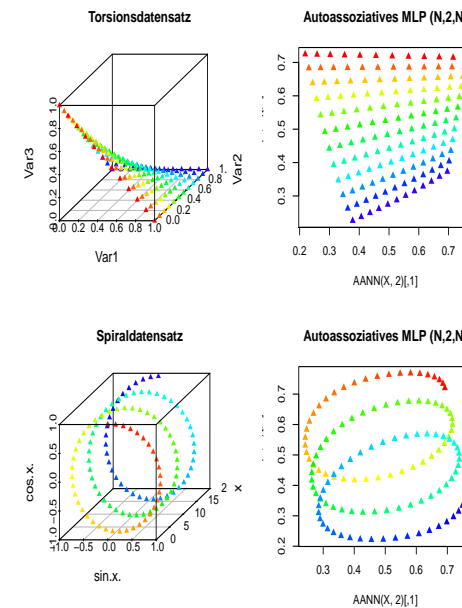 Torsionsdatensatz
Var3
0.0 0.2 0.4 0.6 0.8 1.0
0.0 0.2 0.4 0.6 0.8 1.0
Var1
0.0
0.2
0.4
0.6
0.8
1.
Var2
Autoassoziatives MLP (N,2,N
0.3 0.4 0.5 0.6 0.7
0.2 0.3 0.4 0.5 0.6 0.7
AANN(X, 2)[,1]
Spiraldatensatz
cos.x.
-1.0 -0.5 0.0 0.5 1.0
-1.0 -0.5 0.0 0.5 1.0
sin.x.
0
5
10
15
2
x
Autoassoziatives MLP (N,2,N
0.2 0.3 0.4 0.5 0.6 0.7
0.3 0.4 0.5 0.6 0.7
AANN(X, 2)[,1]